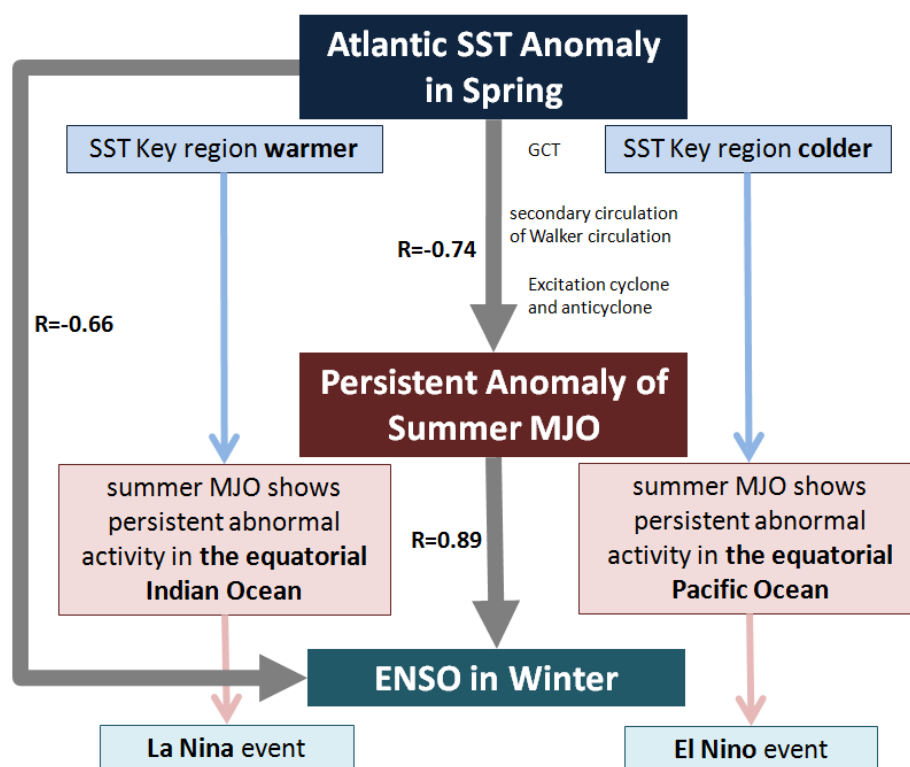 Atlantic SST Anomaly
in Spring
SST Key region warmer
GCT
SST Key region colder
secondary circulation
of Walker circulation
R=-0.74
Excitation cyclone
and anticyclone
R=-0.66
Persistent Anomaly of
Summer MJO
summer MJO shows
persistent abnormal
activity in the equatorial
Indian Ocean
R=0.89
summer MJO shows
persistent abnormal
activity in the equatorial
Pacific Ocean
ENSO in Winter
La Nina event
El Nino event